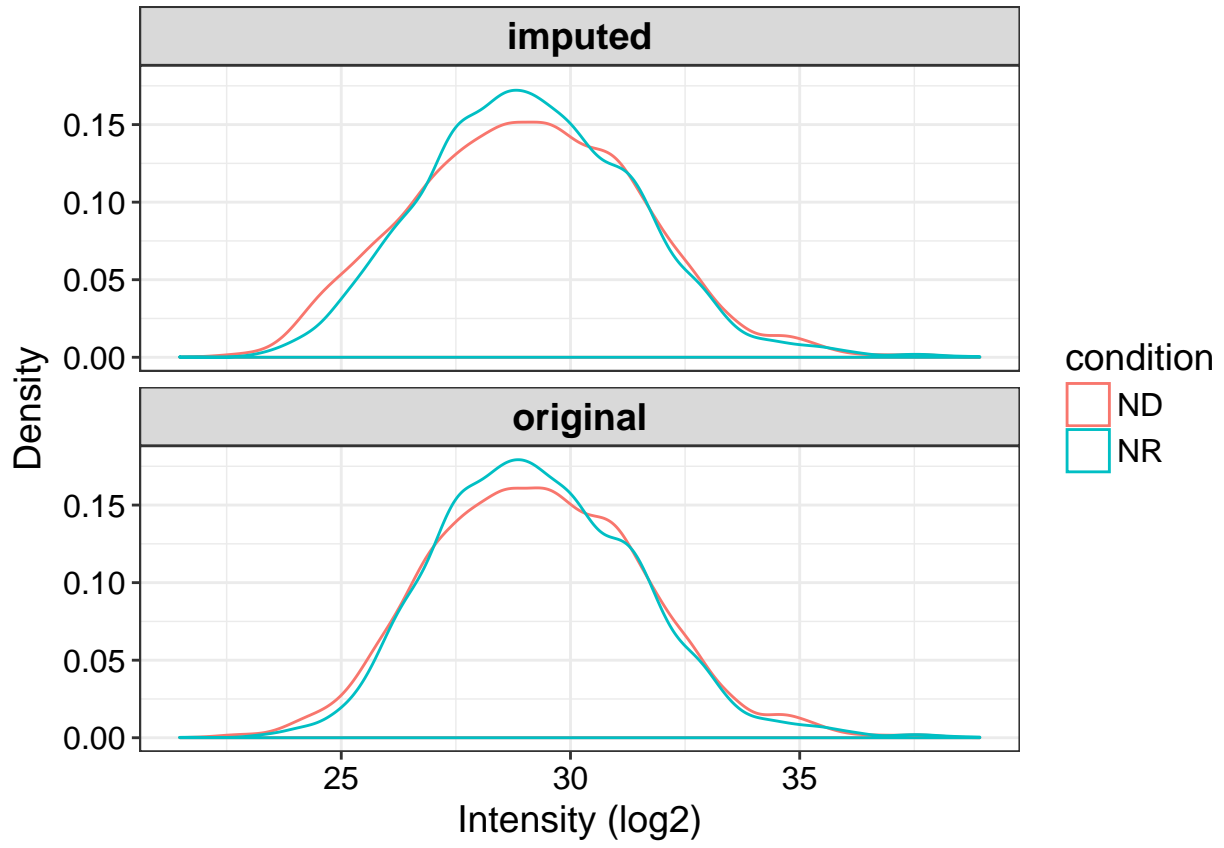 imputed
0.15
0.10
0.05
0.00
Density
original
0.15
0.10
0.05
0.00
25 30 35
Intensity (log2)
condition
ND
NR